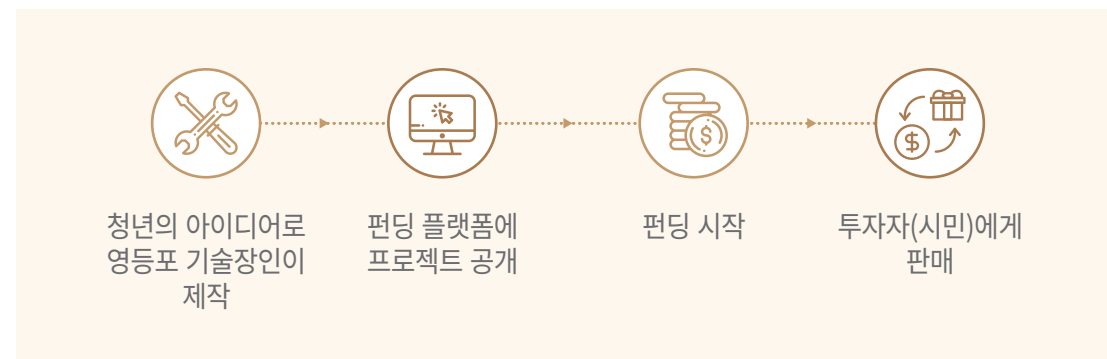 청년의 아이디어로
영등포 기술장인이
제작
펀딩 플랫폼에
프로젝트 공개
펀딩 시작
투자자(시민)에게
판매